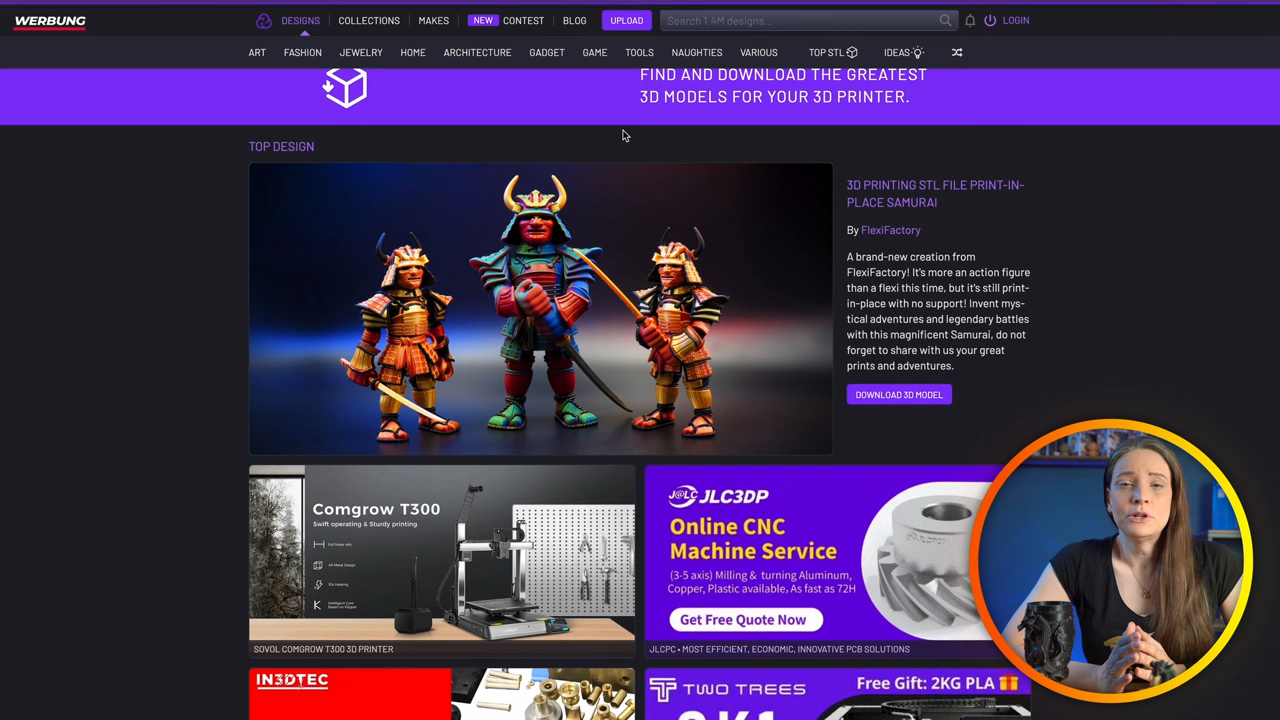 WERBUNG
DESIGNS
COLLECTIONS
MAKES
NEW
CONTEST
BLOG
UPLOAD
Search 1.4M designs...
LOGIN
ART
FASHION
JEWELRY
HOME
ARCHITECTURE
GADGET
GAME
TOOLS
NAUGHTIES
VARIOUS
TOP STL
IDEAS
FIND AND DOWNLOAD THE GREATEST
3D MODELS FOR YOUR 3D PRINTER.
TOP DESIGN
3D PRINTING STL FILE PRINT-IN-
PLACE SAMURAI
By FlexiFactory
A brand-new creation from
FlexiFactory! It's more an action figure
than a flexi this time, but it's still print-
in-place with no support! Invent mys-
tical adventures and legendary battles
with this magnificent Samurai, do not
forget to share with us your great
prints and adventures.
DOWNLOAD 3D MODEL
Comgrow T300
Swift operating & Sturdy printing
Full linear rails
All-Metal Design
SOVOL COMGROW T300 3D PRINTER
J@LC JLC3DP
Online CNC
Machine Service
(3-5 axis) Milling & turning Aluminum,
Copper, Plastic available, As fast as 72H
Get Free Quote Now
JLCPC • MOST EFFICIENT, ECONOMIC, INNOVATIVE PCB SOLUTIONS
IN3DTEC
TWO TREES
Free Gift: 2KG PLA